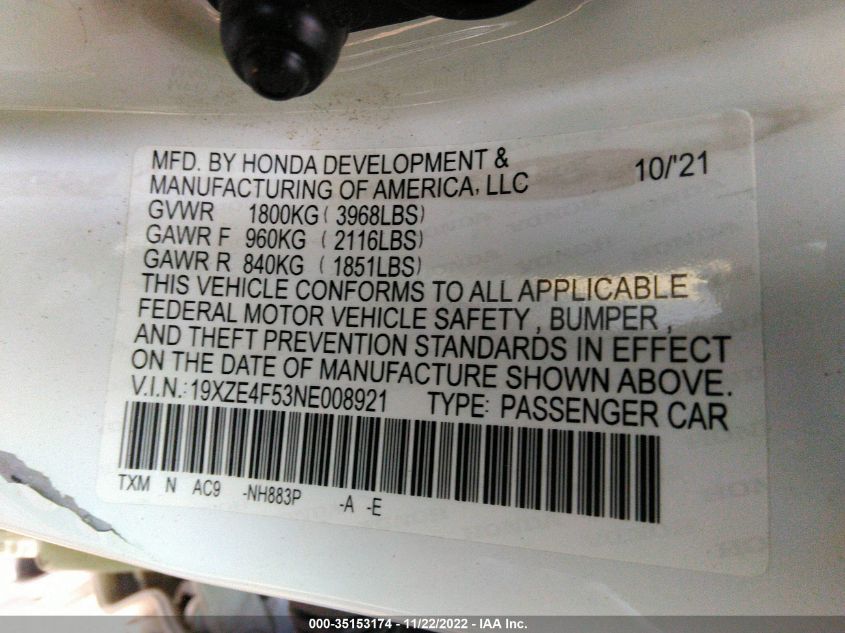 MFD. BY HONDA DEVELOPMENT & 10/'21
MANUFACTURING OF AMERICA, LLC
GVWR 1800KG ( 3968LBS)
GAWR F 960KG ( 2116LBS)
GAWR R 840KG ( 1851LBS)
THIS VEHICLE CONFORMS TO ALL APPLICABLE
FEDERAL MOTOR VEHICLE SAFETY , BUMPER ,
AND THEFT PREVENTION STANDARDS IN EFFECT
ON THE DATE OF MANUFACTURE SHOWN ABOVE.
V.I.N.: 19XZE4F53NE008921 TYPE: PASSENGER CAR
TXM N AC9 -NH883P -A -E
000-35153174 - 11/22/2022 - IAA Inc.